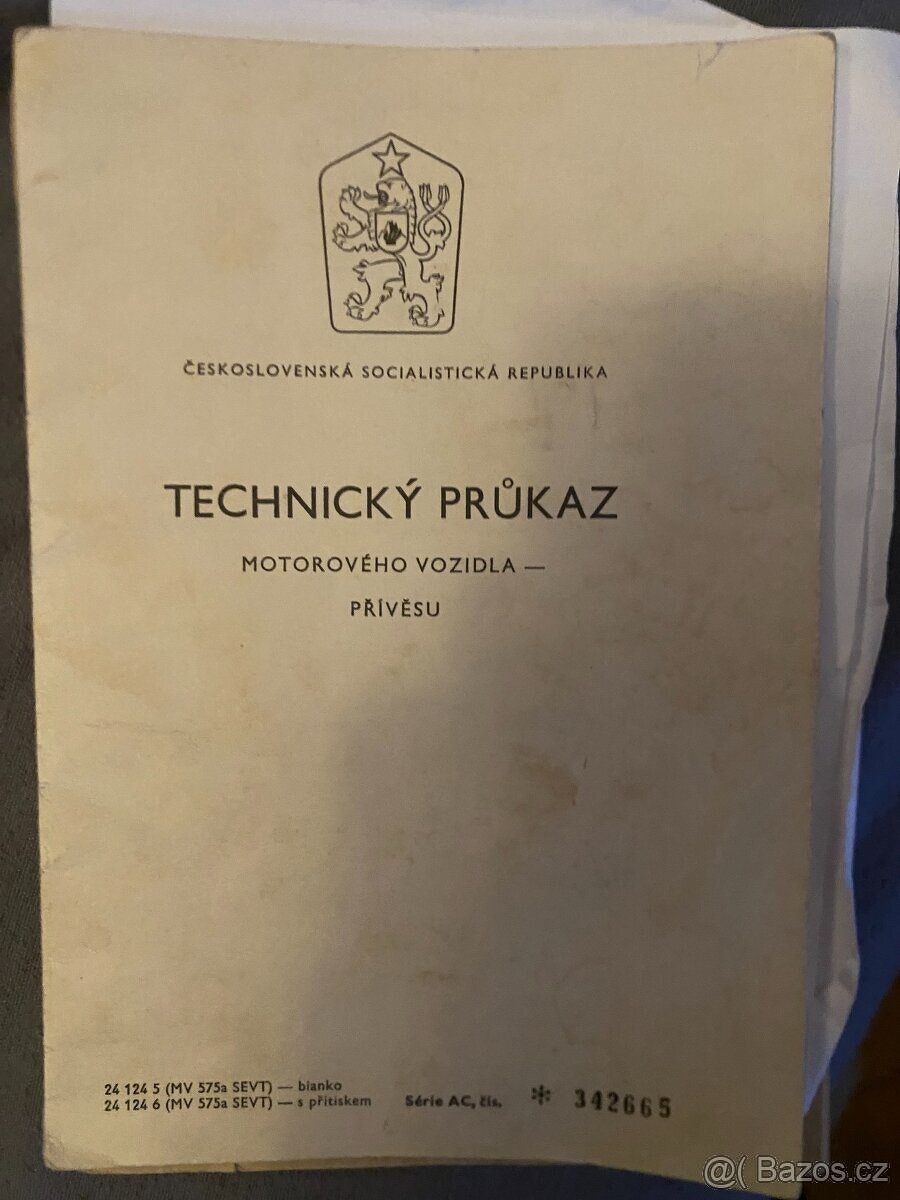 ČESKOSLOVENSKÁ SOCIALISTICKÁ REPUBLIKA
TECHNICKÝ PRŮKAZ
MOTOROVÉHO VOZIDLA —
PŘÍVĚSU
24 124 5 (MV 575a SEVT) — bianko
24 124 6 (MV 575a SEVT) — s přítiskem Série AC, čís. * 342665
@( Bazos.cz